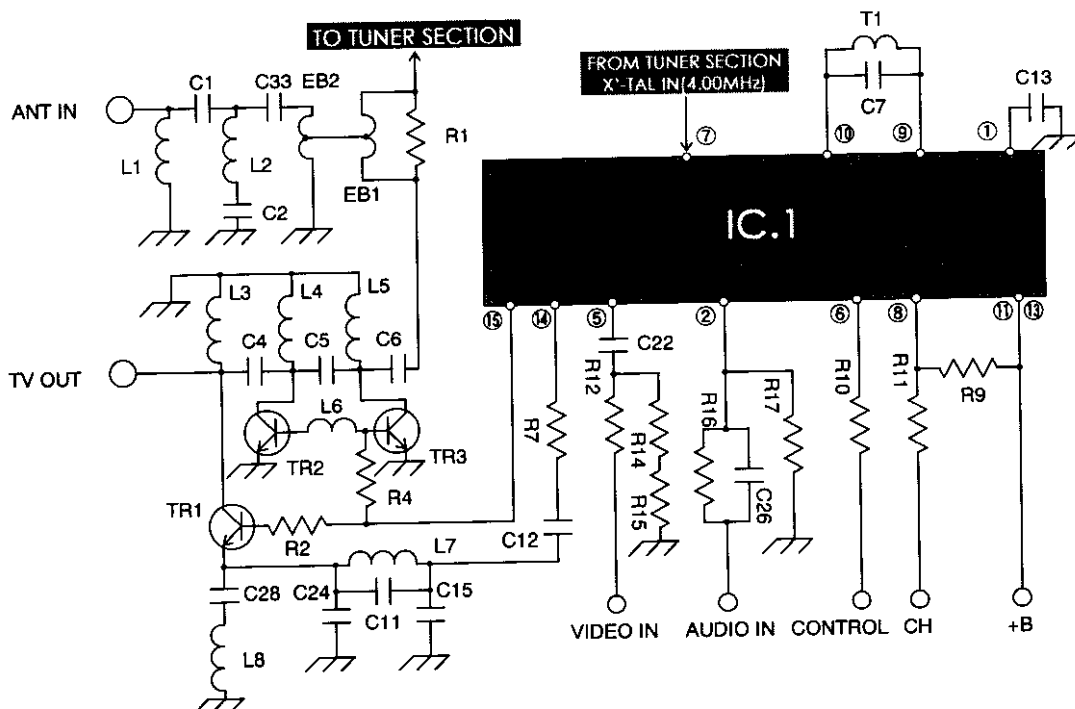 TO TUNER SECTION
FROM TUNER SECTION
X'-TAL IN(4.00MHz)
T1
C7
C13
ANT IN
C1
C33
EB2
L1
L2
C2
EB1
R1
⑦
⑩
⑨
①
IC.1
L3
L4
L5
C4
C5
C6
TV OUT
⑮
⑭
⑤
②
⑥
⑧
⑪
⑬
C22
R12
R14
R15
R16
C26
R17
R10
R11
R9
R7
L6
TR2
TR3
R4
TR1
R2
L7
C12
C28
C24
C11
C15
L8
VIDEO IN
AUDIO IN
CONTROL
CH
+B